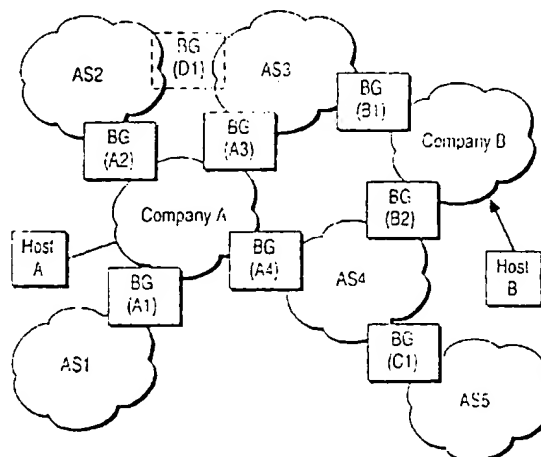 AS2
BG
(D1)
AS3
BG
(B1)
BG
(A2)
BG
(A3)
Company B
Company A
BG
(B2)
Host
A
BG
(A4)
BG
(A1)
AS4
Host
B
BG
(C1)
AS1
AS5